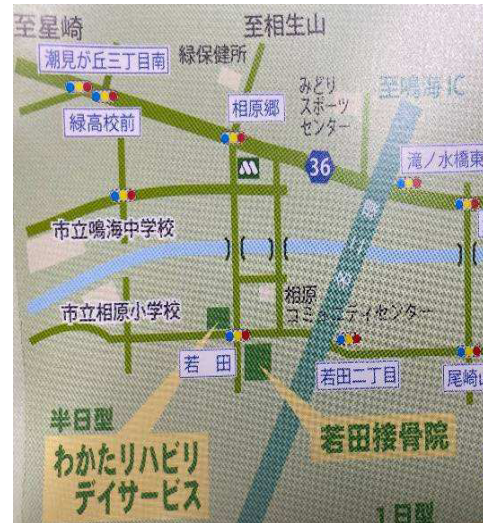 至星崎
至相生山
潮見が丘三丁目南
緑保健所
みどり
スポーツ
センター
至鳴海IC
緑高校前
相原郷
36
滝ノ水橋東
市立鳴海中学校
市立相原小学校
相原
コミュニティセンター
若田
若田二丁目
尾崎山
半日型
わかたリハビリ
デイサービス
若田接骨院
1日型